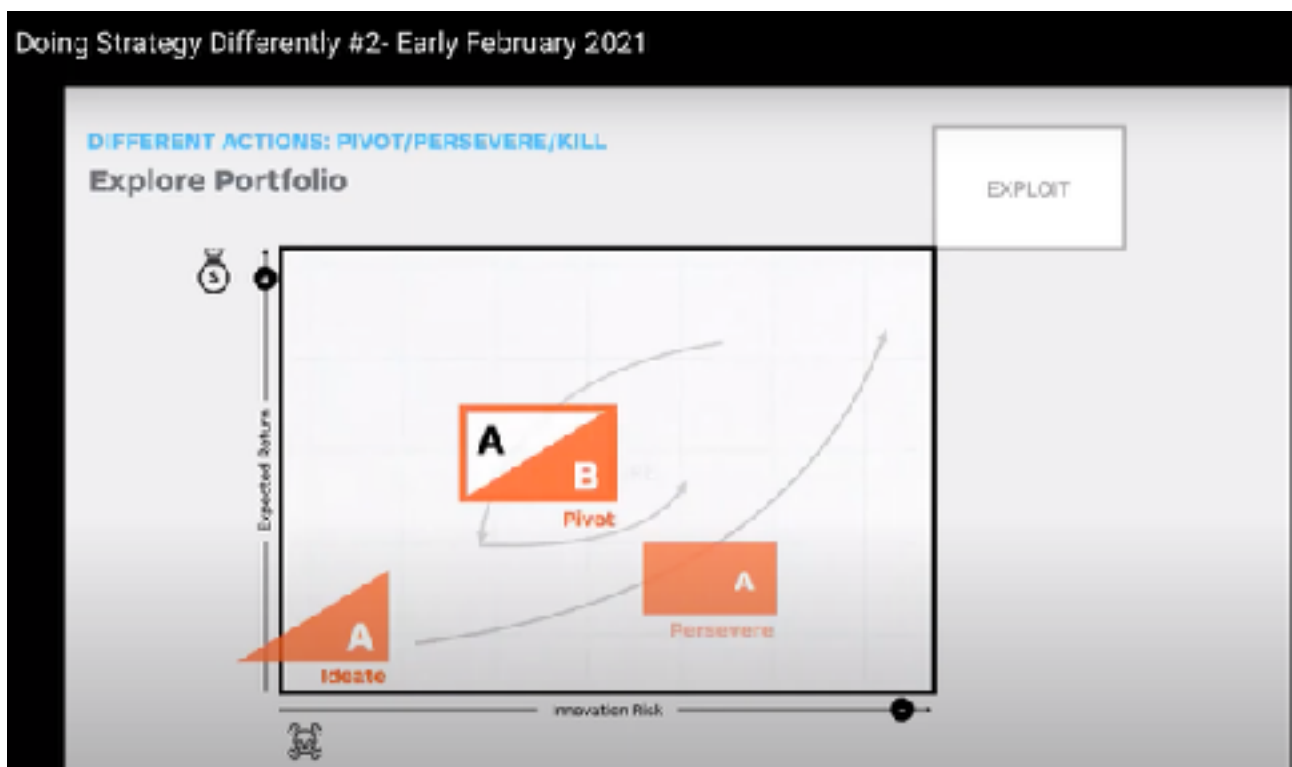 Doing Strategy Differently #2- Early February 2021
DIFFERENT ACTIONS: PIVOT/PERSEVERE/KILL
Explore Portfolio
EXPLOIT
$
Expected Return
A
B
Pivot
A
Persevere
A
Ideate
Innovation Risk